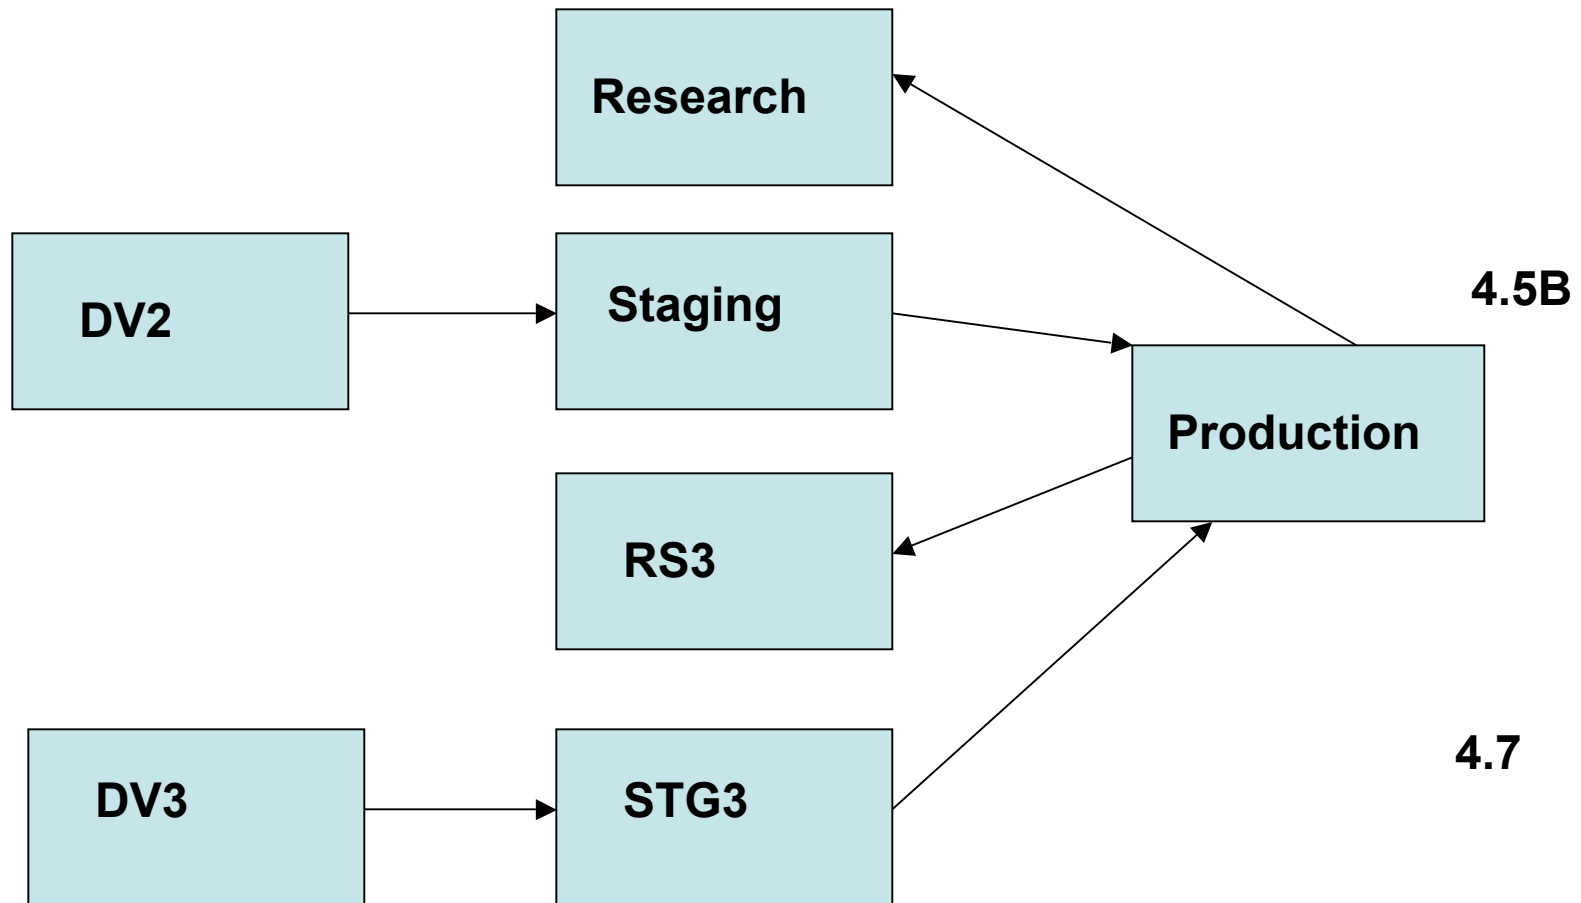 Research
DV2
Staging
4.5B
Production
RS3
DV3
STG3
4.7